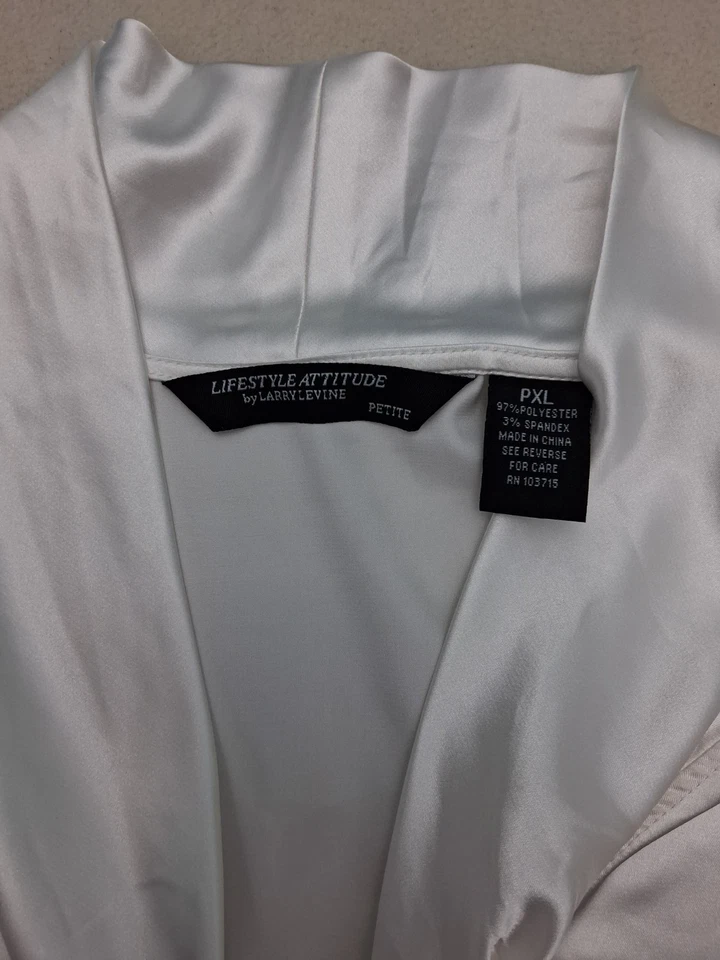 LIFESTYLE ATTITUDE
by LARRY LEVINE
PETITE
PXL
97% POLYESTER
3% SPANDEX
MADE IN CHINA
SEE REVERSE
FOR CARE
RN 103715